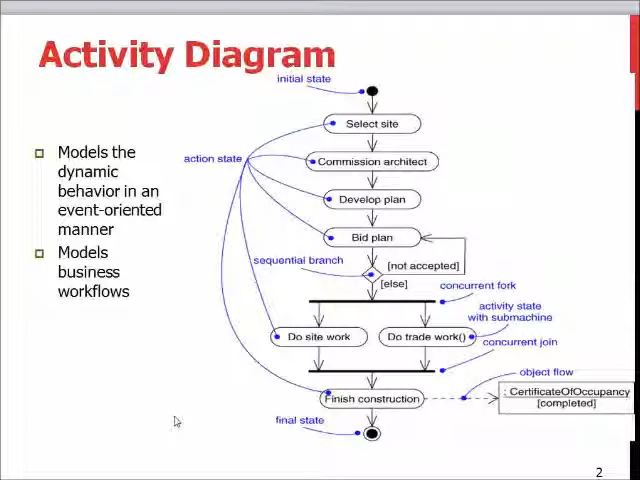 Activity Diagram
initial state
Select site
Models the
dynamic
behavior in an
event-oriented
manner
Models
business
workflows
action state
Commission architect
Develop plan
Bid plan
sequential branch
[not accepted]
[else]
concurrent fork
activity state
with submachine
Do site work
Do trade work()
concurrent join
object flow
Finish construction
: CertificateOfOccupancy
[completed]
final state
2